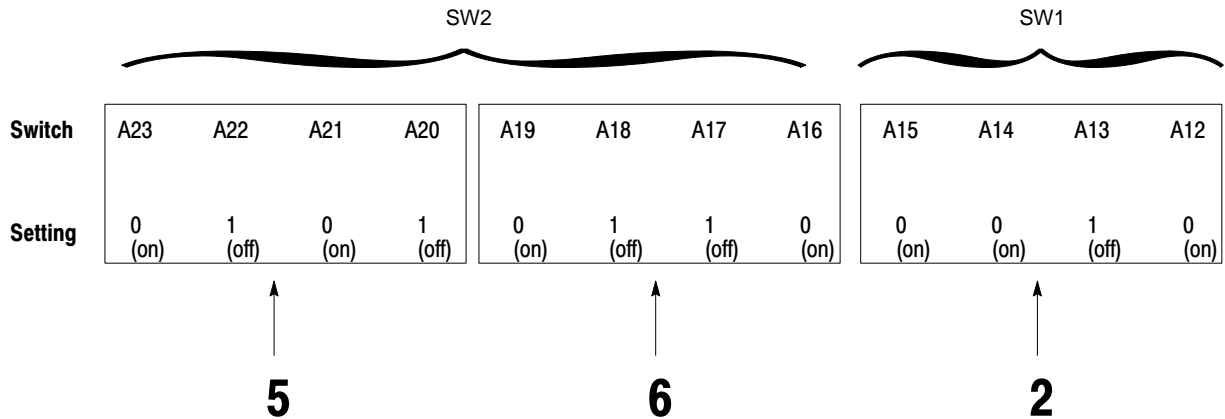 SW2 SW1
Switch A23 A22 A21 A20 A19 A18 A17 A16 A15 A14 A13 A12
Setting 0 1 0 1 0 1 1 0 0 0 1 0
(on) (off) (on) (off) (on) (off) (off) (on) (on) (on) (off) (on)
5 6 2